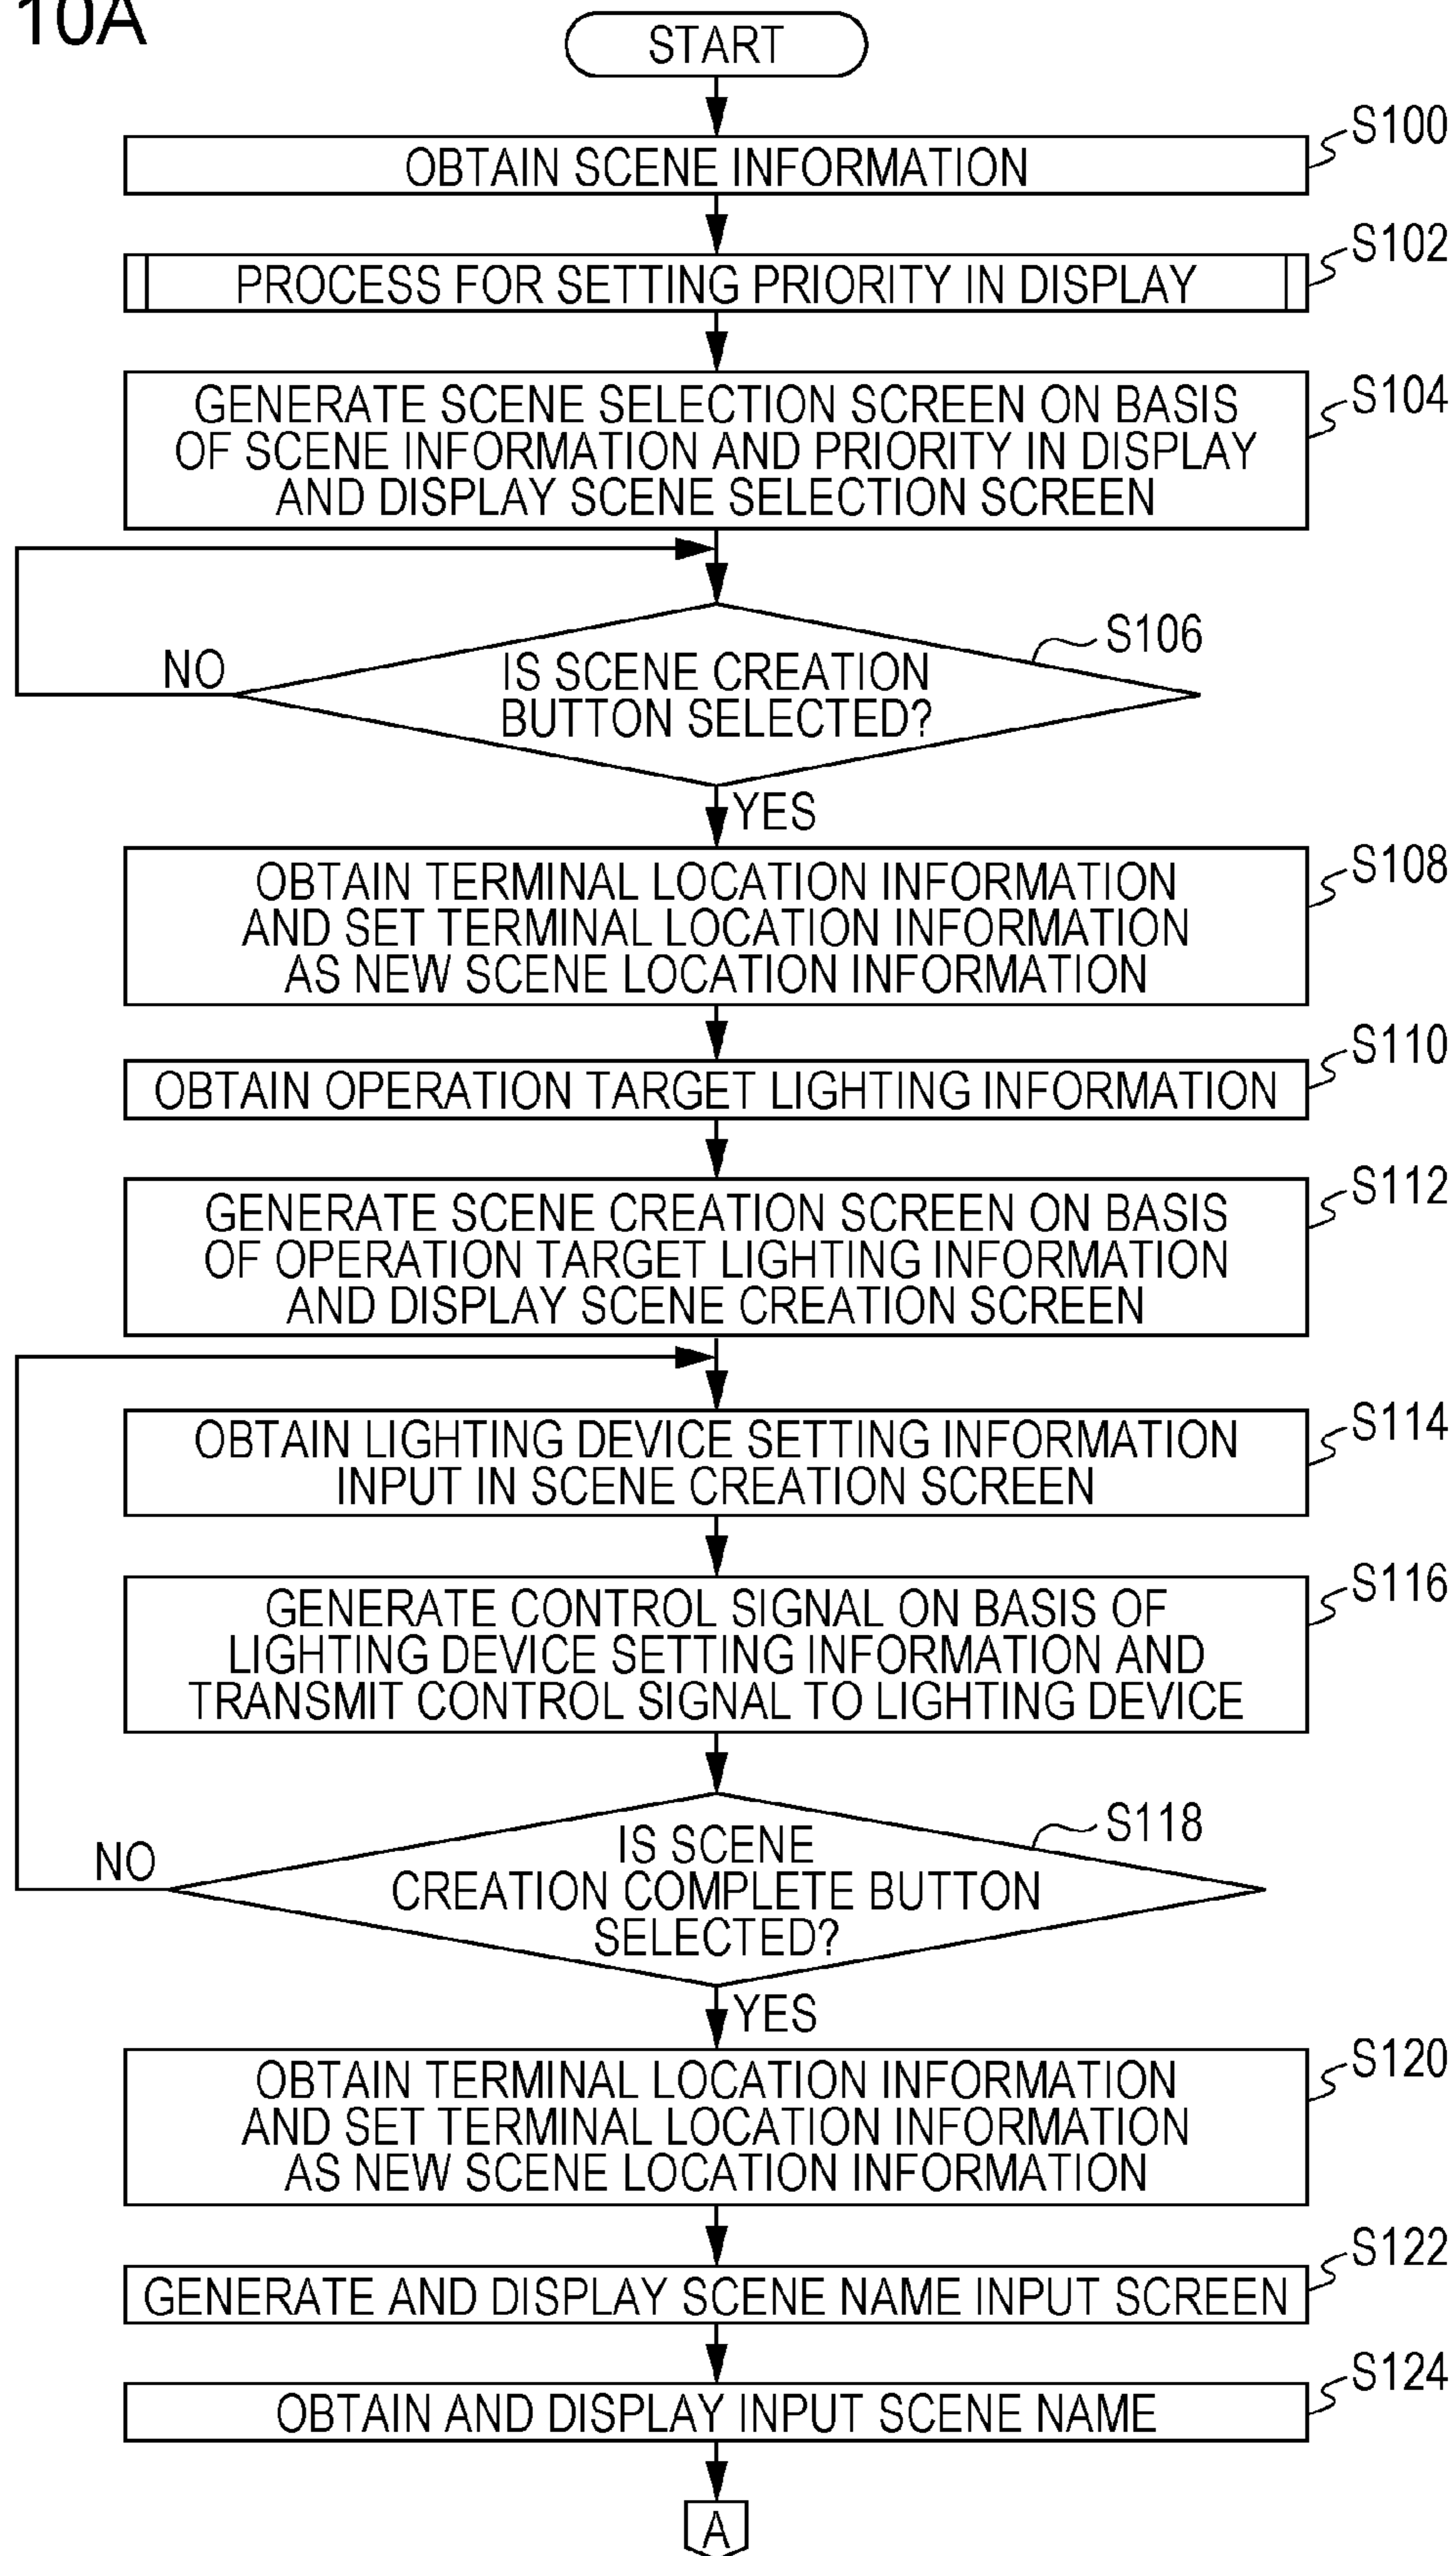 10A
START
S100
OBTAIN SCENE INFORMATION
S102
PROCESS FOR SETTING PRIORITY IN DISPLAY
S104
GENERATE SCENE SELECTION SCREEN ON BASIS
OF SCENE INFORMATION AND PRIORITY IN DISPLAY
AND DISPLAY SCENE SELECTION SCREEN
S106
NO
IS SCENE CREATION
BUTTON SELECTED?
YES
S108
OBTAIN TERMINAL LOCATION INFORMATION
AND SET TERMINAL LOCATION INFORMATION
AS NEW SCENE LOCATION INFORMATION
S110
OBTAIN OPERATION TARGET LIGHTING INFORMATION
S112
GENERATE SCENE CREATION SCREEN ON BASIS
OF OPERATION TARGET LIGHTING INFORMATION
AND DISPLAY SCENE CREATION SCREEN
S114
OBTAIN LIGHTING DEVICE SETTING INFORMATION
INPUT IN SCENE CREATION SCREEN
S116
GENERATE CONTROL SIGNAL ON BASIS OF
LIGHTING DEVICE SETTING INFORMATION AND
TRANSMIT CONTROL SIGNAL TO LIGHTING DEVICE
S118
NO
IS SCENE
CREATION COMPLETE BUTTON
SELECTED?
YES
S120
OBTAIN TERMINAL LOCATION INFORMATION
AND SET TERMINAL LOCATION INFORMATION
AS NEW SCENE LOCATION INFORMATION
S122
GENERATE AND DISPLAY SCENE NAME INPUT SCREEN
S124
OBTAIN AND DISPLAY INPUT SCENE NAME
A